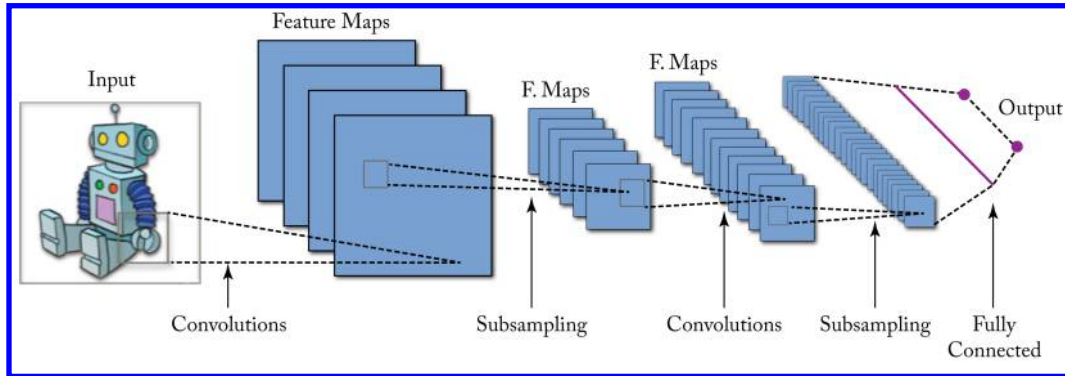 Feature Maps
Input
F. Maps
F. Maps
Output
Convolutions
Subsampling
Convolutions
Subsampling
Fully
Connected